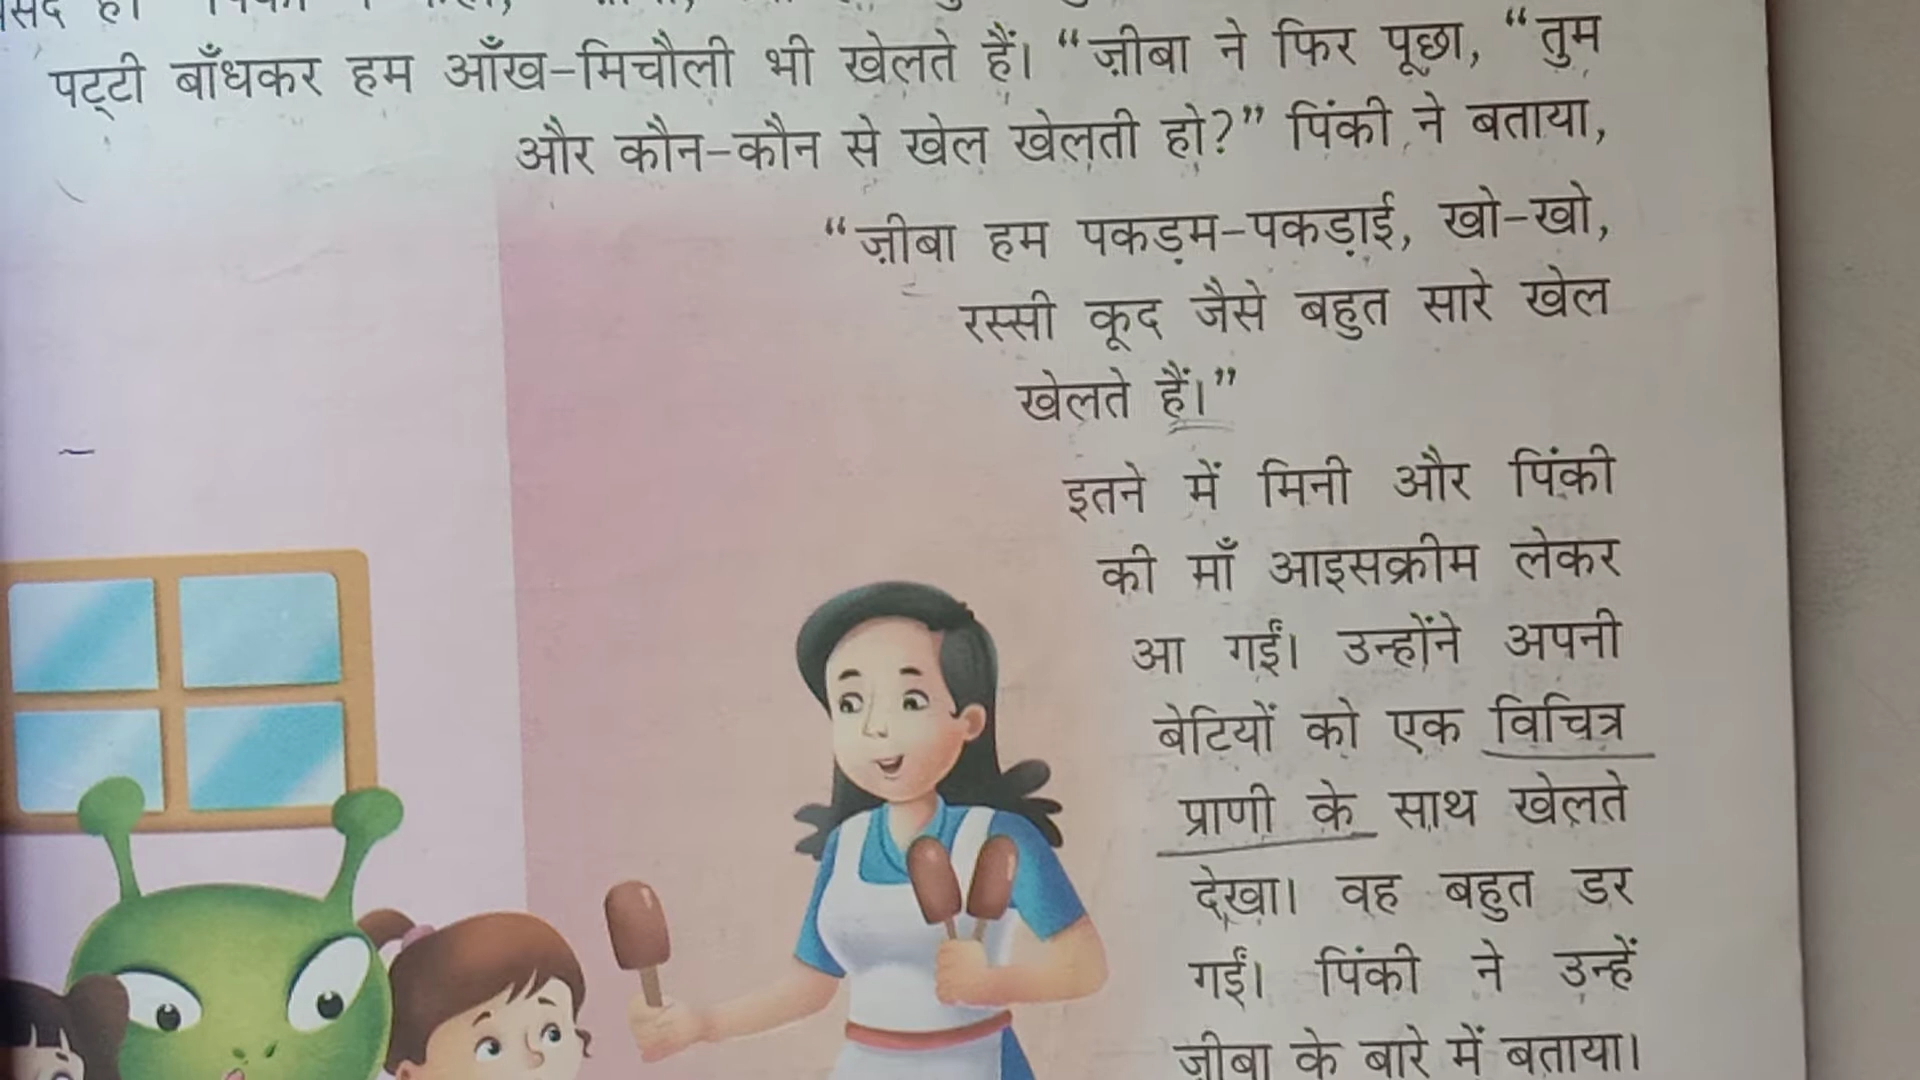 पट्टी बाँधकर हम आँख-मिचौली भी खेलते हैं। “ज़ीबा ने फिर पूछा, “तुम
और कौन-कौन से खेल खेलती हो?” पिंकी ने बताया,
“ज़ीबा हम पकड़म-पकड़ाई, खो-खो,
रस्सी कूद जैसे बहुत सारे खेल
खेलते हैं।”
इतने में मिनी और पिंकी
की माँ आइसक्रीम लेकर
आ गईं। उन्होंने अपनी
बेटियों को एक विचित्र
प्राणी के साथ खेलते
देखा। वह बहुत डर
गईं। पिंकी ने उन्हें
ज़ीबा के बारे में बताया।